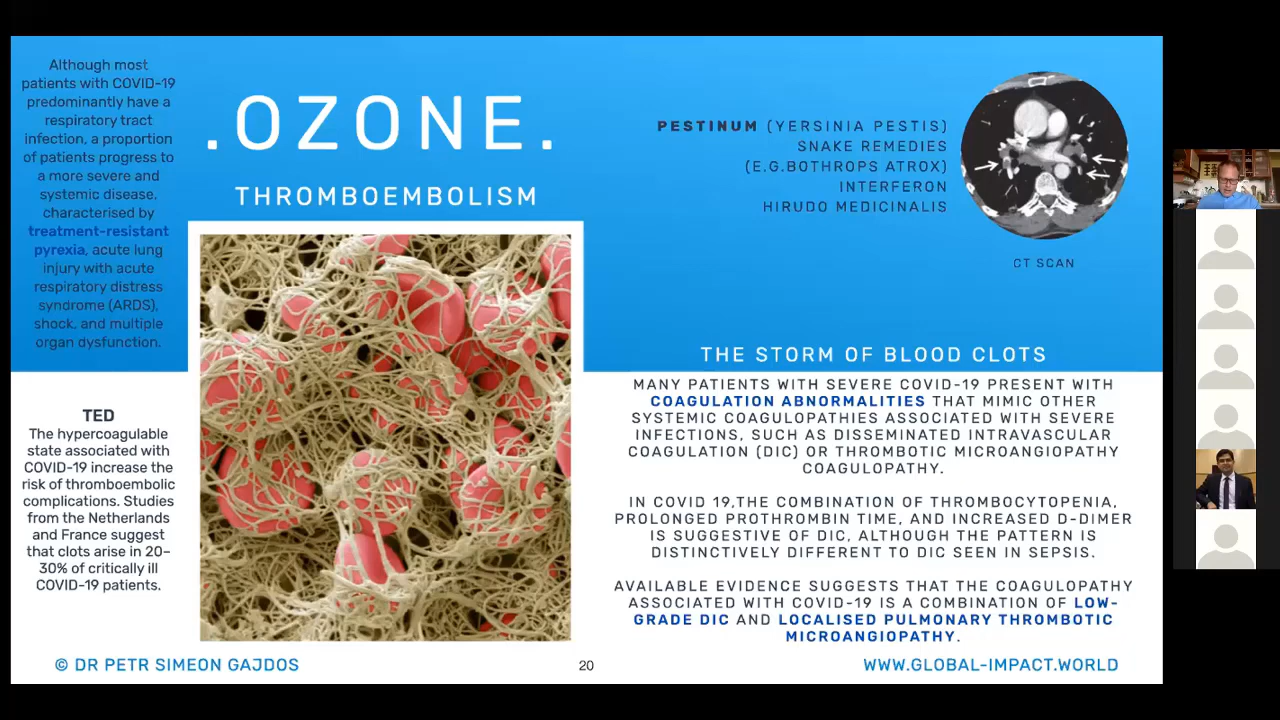 Although most
patients with COVID-19
predominantly have a
respiratory tract
infection, a proportion
of patients progress to
a more severe and
systemic disease,
characterised by
treatment-resistant
pyrexia, acute lung
injury with acute
respiratory distress
syndrome (ARDS),
shock, and multiple
organ dysfunction.
TED
The hypercoagulable
state associated with
COVID-19 increase the
risk of thromboembolic
complications. Studies
from the Netherlands
and France suggest
that clots arise in 20–
30% of critically ill
COVID-19 patients.
.OZONE.
THROMBOEMBOLISM
PESTINUM (YERSINIA PESTIS)
SNAKE REMEDIES
(E.G.BOTHROPS ATROX)
INTERFERON
HIRUDO MEDICINALIS
CT SCAN
THE STORM OF BLOOD CLOTS
MANY PATIENTS WITH SEVERE COVID-19 PRESENT WITH
COAGULATION ABNORMALITIES THAT MIMIC OTHER
SYSTEMIC COAGULOPATHIES ASSOCIATED WITH SEVERE
INFECTIONS, SUCH AS DISSEMINATED INTRAVASCULAR
COAGULATION (DIC) OR THROMBOTIC MICROANGIOPATHY
COAGULOPATHY.
IN COVID 19,THE COMBINATION OF THROMBOCYTOPENIA,
PROLONGED PROTHROMBIN TIME, AND INCREASED D-DIMER
IS SUGGESTIVE OF DIC, ALTHOUGH THE PATTERN IS
DISTINCTIVELY DIFFERENT TO DIC SEEN IN SEPSIS.
AVAILABLE EVIDENCE SUGGESTS THAT THE COAGULOPATHY
ASSOCIATED WITH COVID-19 IS A COMBINATION OF LOW-
GRADE DIC AND LOCALISED PULMONARY THROMBOTIC
MICROANGIOPATHY.
© DR PETR SIMEON GAJDOS
20
WWW.GLOBAL-IMPACT.WORLD